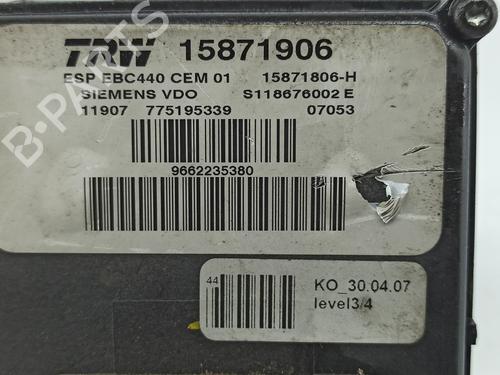 TRW 15871906
ESP EBC440 CEM 01 15871806-H
SIEMENS VDO S118676002 E
11907 775195339 07053
9662235380
44
KO_30.04.07
level3/4
B-PARTS